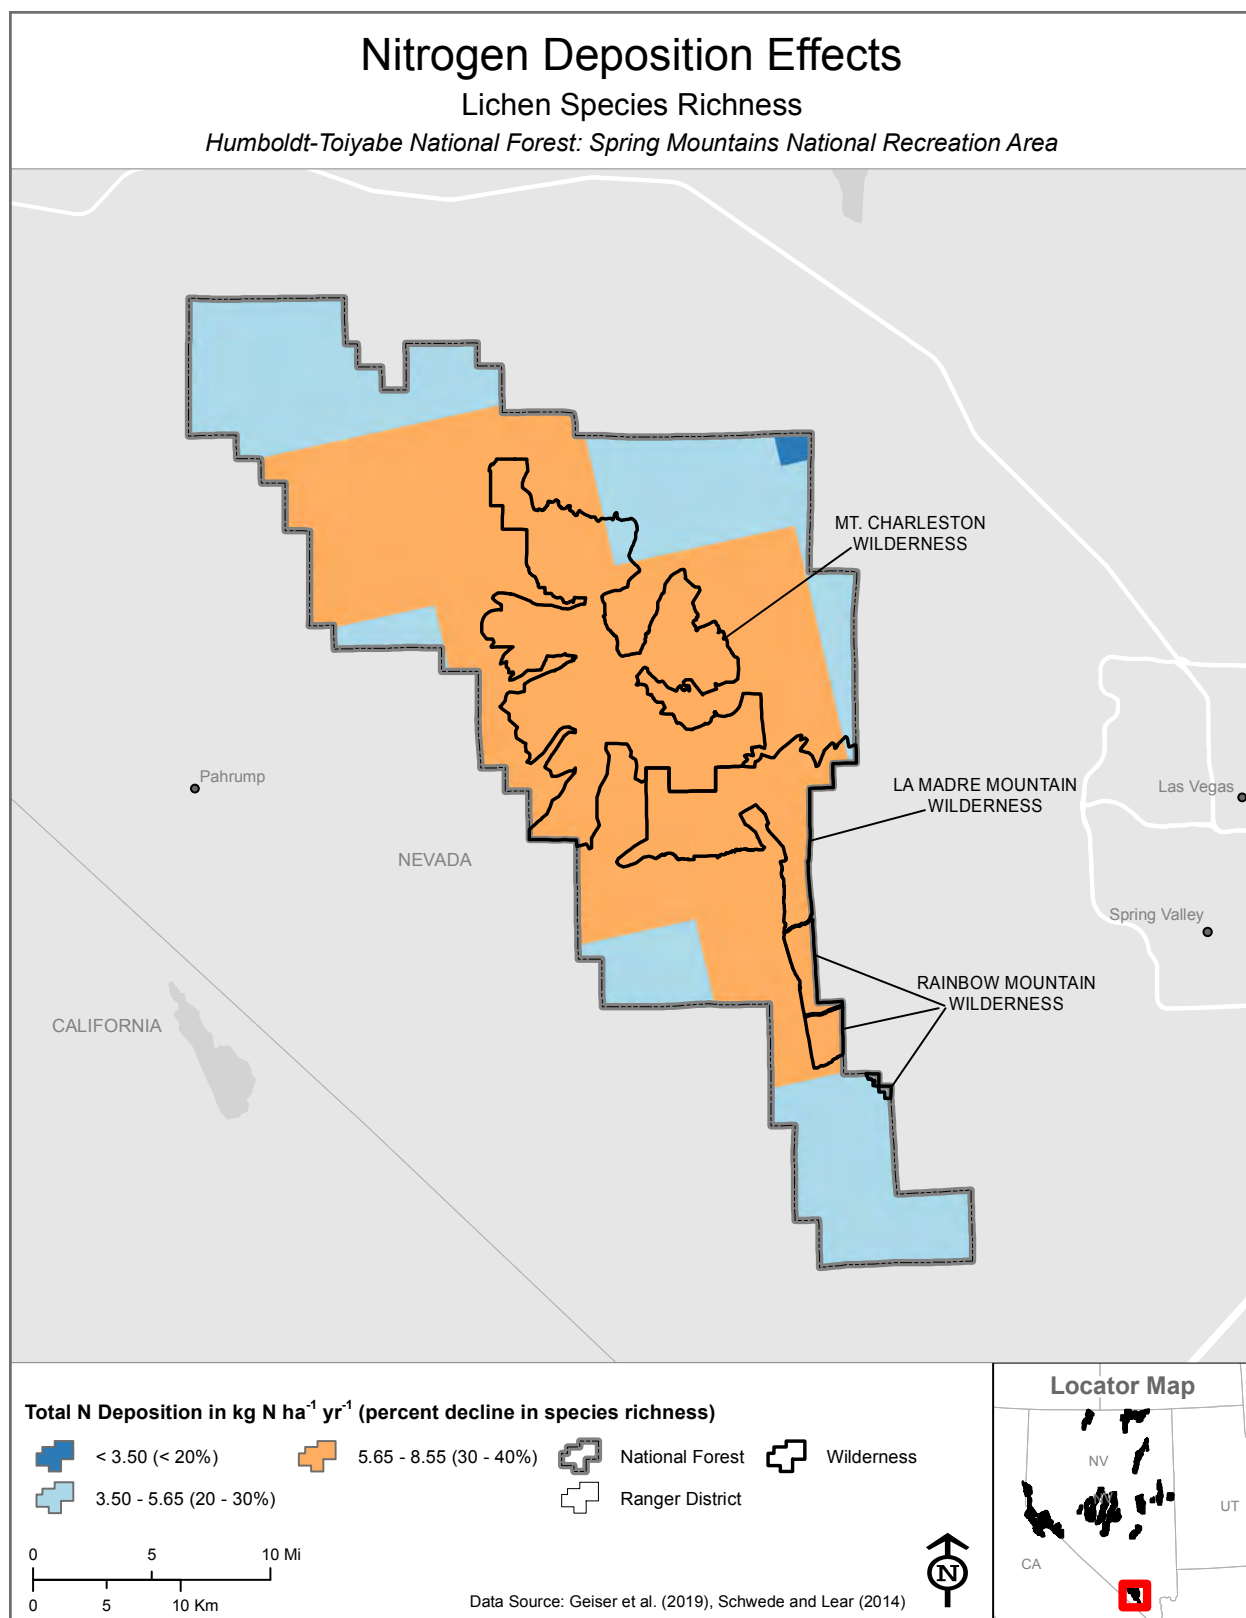 Nitrogen Deposition Effects
Lichen Species Richness
Humboldt-Toiyabe National Forest: Spring Mountains National Recreation Area
MT. CHARLESTON
WILDERNESS
Pahrump
LA MADRE MOUNTAIN
WILDERNESS
Las Vegas
NEVADA
Spring Valley
RAINBOW MOUNTAIN
WILDERNESS
CALIFORNIA
Total N Deposition in kg N ha⁻¹ yr⁻¹ (percent decline in species richness)
< 3.50 (< 20%)
5.65 - 8.55 (30 - 40%)
National Forest
Wilderness
3.50 - 5.65 (20 - 30%)
Ranger District
0 5 10 Mi
0 5 10 Km
N
Data Source: Geiser et al. (2019), Schwede and Lear (2014)
Locator Map
NV
NV
UT
CA